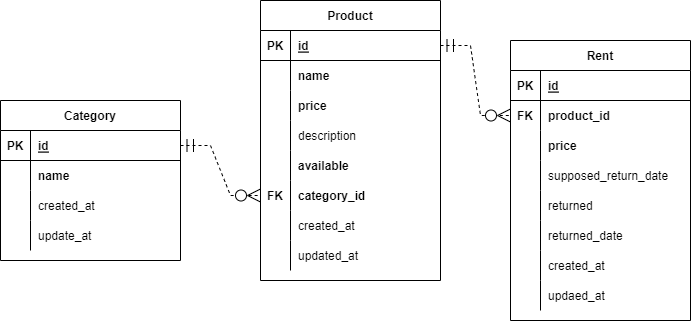 Category
PK id
name
created_at
update_at
Product
PK id
name
price
description
available
FK category_id
created_at
updated_at
Rent
PK id
FK product_id
price
supposed_return_date
returned
returned_date
created_at
updaed_at